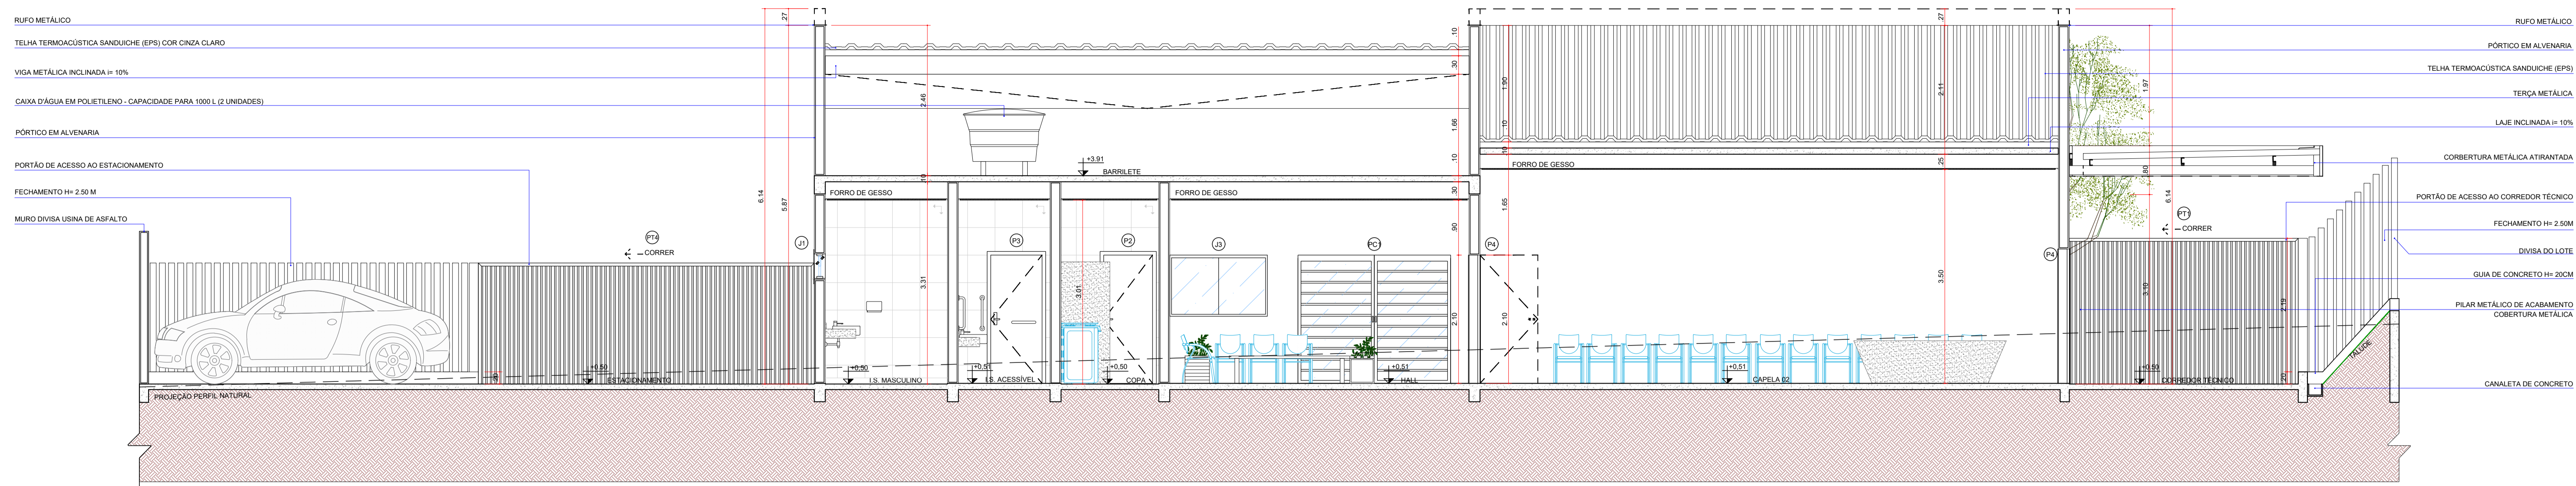 RUFO METÁLICO
TELHA TERMOACÚSTICA SANDUICHE (EPS) COR CINZA CLARO
VIGA METÁLICA INCLINADA i= 10%
CAIXA D'ÁGUA EM POLIETILENO - CAPACIDADE PARA 1000 L (2 UNIDADES)
PÓRTICO EM ALVENARIA
PORTÃO DE ACESSO AO ESTACIONAMENTO
FECHAMENTO H= 2.50 M
MURO DIVISA USINA DE ASFALTO
PT4
CORRER
.20
+0.50
ESTACIONAMENTO
PROJEÇÃO PERFIL NATURAL
6.14
.27
5.87
J1
2.46
.10
3.31
FORRO DE GESSO
+0.50
I.S. MASCULINO
P3
+0.51
I.S. ACESSÍVEL
3.01
P2
+0.50
COPA
+3.91
BARRILETE
FORRO DE GESSO
J3
PC1
+0.51
HALL
.10
.30
1.66
.10
.30
.90
2.10
1.90
.10
.10
1.65
2.10
P4
FORRO DE GESSO
+0.51
CAPELA 02
.27
2.11
.25
3.50
P4
1.97
.80
3.10
6.14
PT1
CORRER
+0.50
CORREDOR TÉCNICO
2.19
.20
TALUDE
RUFO METÁLICO
PÓRTICO EM ALVENARIA
TELHA TERMOACÚSTICA SANDUICHE (EPS)
TERÇA METÁLICA
LAJE INCLINADA i= 10%
CORBERTURA METÁLICA ATIRANTADA
PORTÃO DE ACESSO AO CORREDOR TÉCNICO
FECHAMENTO H= 2.50M
DIVISA DO LOTE
GUIA DE CONCRETO H= 20CM
PILAR METÁLICO DE ACABAMENTO
COBERTURA METÁLICA
CANALETA DE CONCRETO